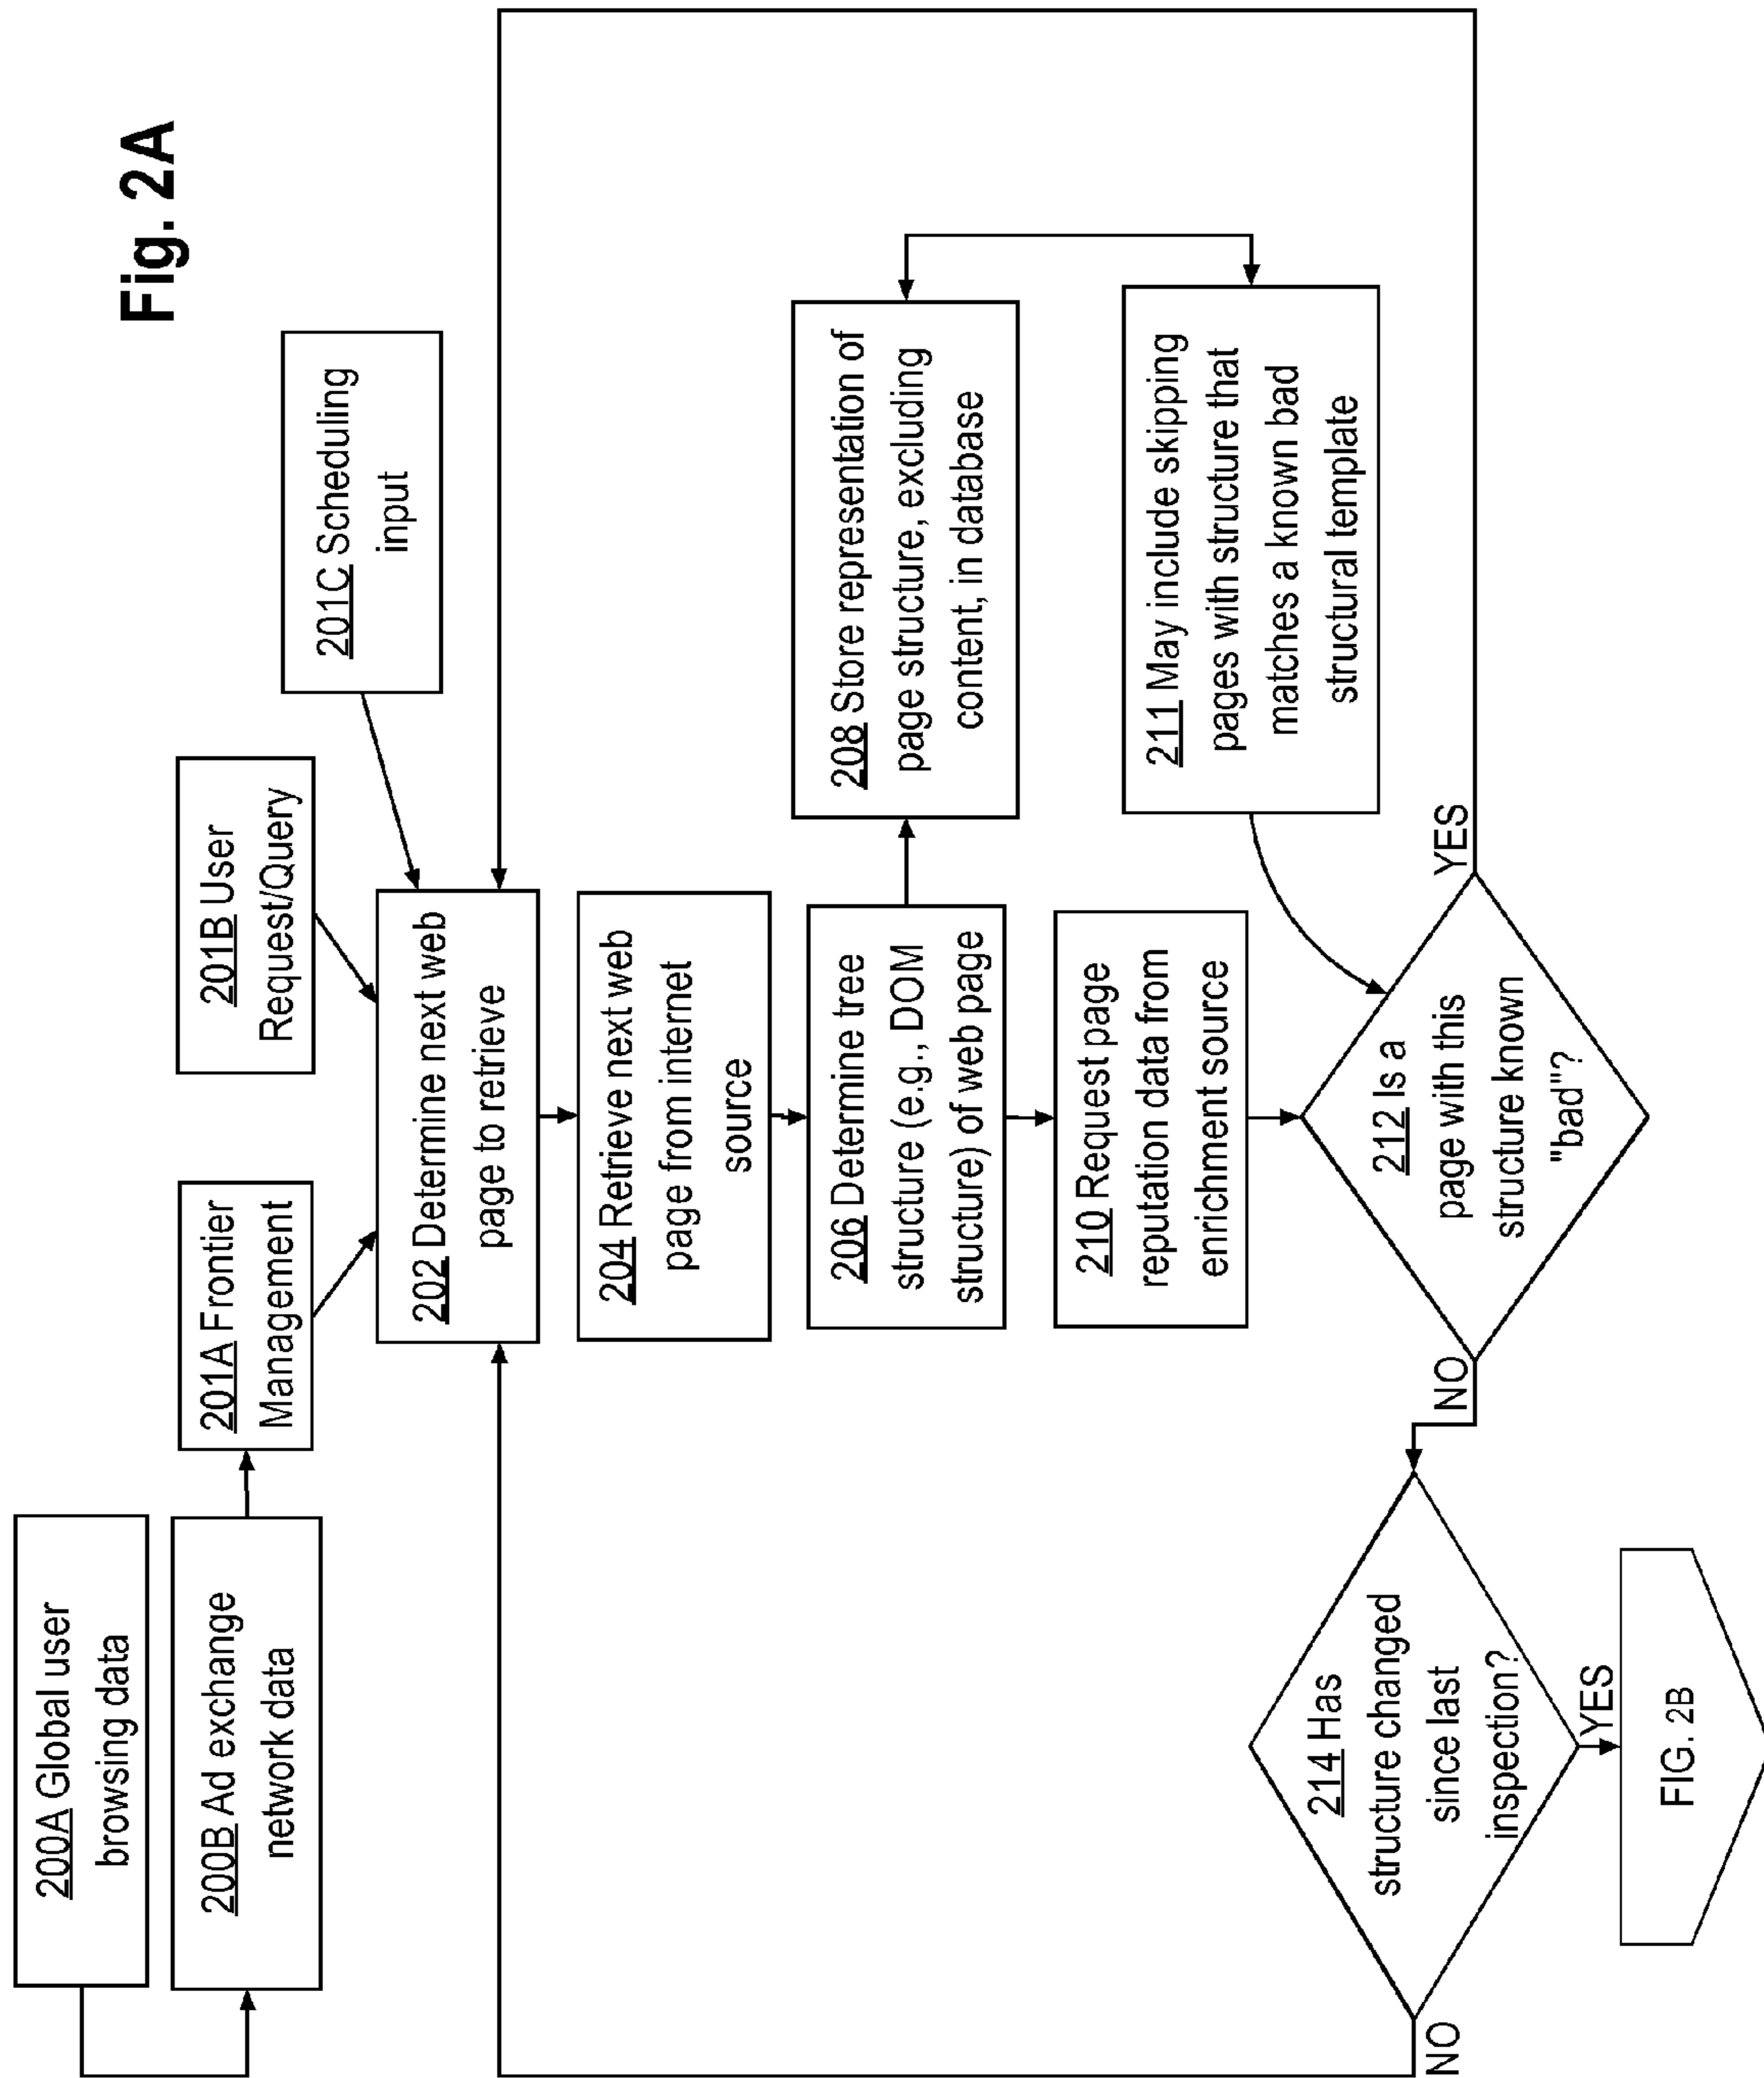 Fig. 2A
200A Global user
browsing data
200B Ad exchange
network data
201A Frontier
Management
201B User
Request/Query
201C Scheduling
input
202 Determine next web
page to retrieve
204 Retrieve next web
page from internet
source
206 Determine tree
structure (e.g., DOM
structure) of web page
208 Store representation of
page structure, excluding
content, in database
210 Request page
reputation data from
enrichment source
211 May include skipping
pages with structure that
matches a known bad
structural template
212 Is a
page with this
structure known
"bad"?
YES
NO
214 Has
structure changed
since last
inspection?
NO
YES
FIG. 2B